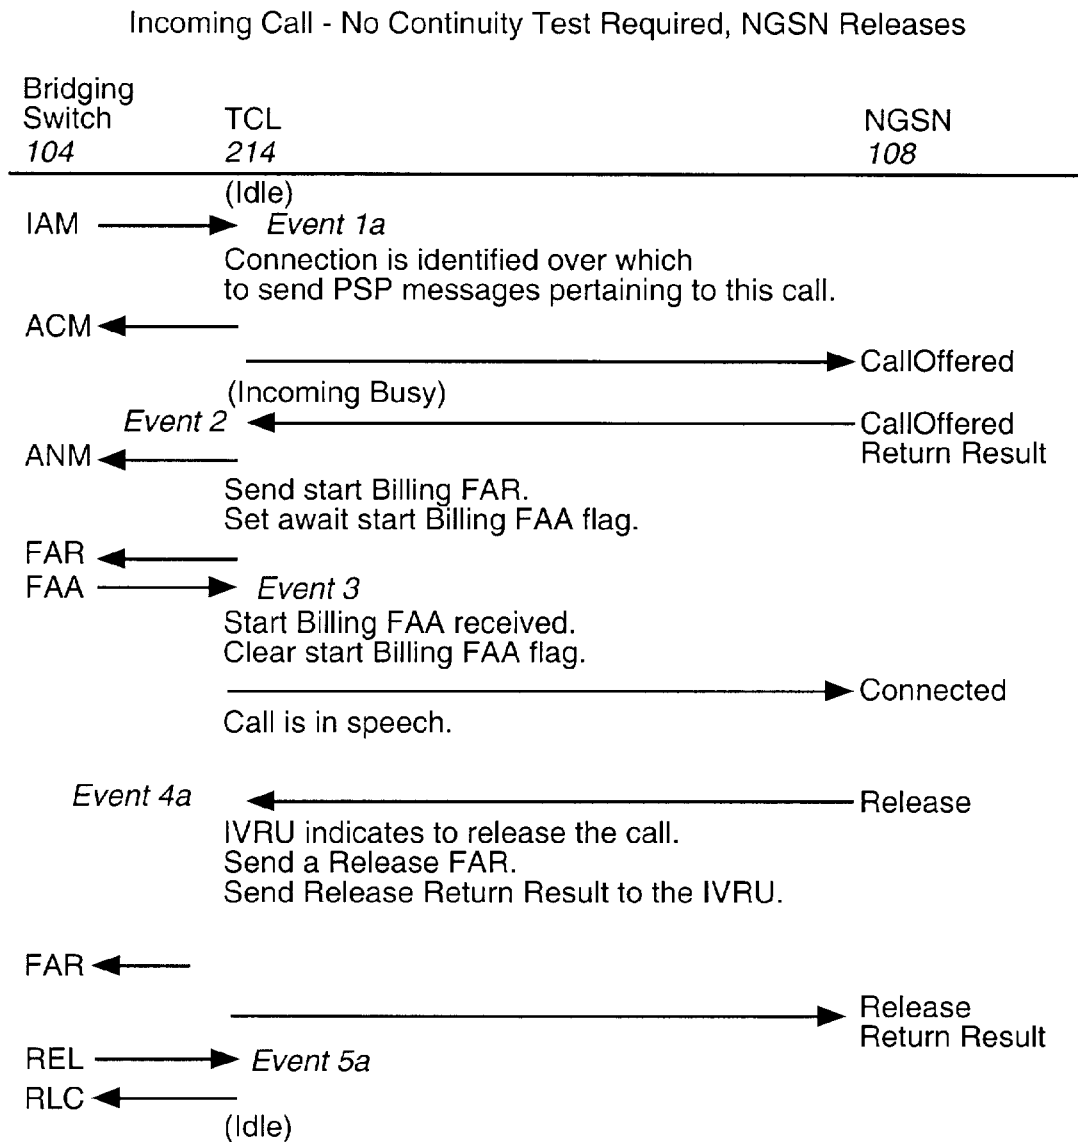 Incoming Call - No Continuity Test Required, NGSN Releases
Bridging
Switch TCL NGSN
104 214 108
(Idle)
IAM Event 1a
Connection is identified over which
to send PSP messages pertaining to this call.
ACM
CallOffered
(Incoming Busy)
Event 2 CallOffered
ANM Return Result
Send start Billing FAR.
Set await start Billing FAA flag.
FAR
FAA Event 3
Start Billing FAA received.
Clear start Billing FAA flag.
Connected
Call is in speech.
Event 4a Release
IVRU indicates to release the call.
Send a Release FAR.
Send Release Return Result to the IVRU.
FAR
Release
Return Result
REL Event 5a
RLC
(Idle)